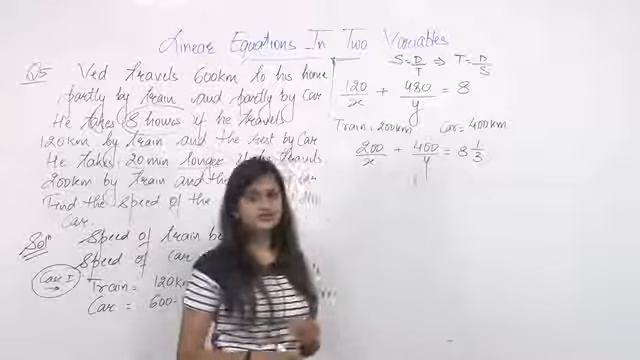 Linear Equations In Two Variables
Q5 Ved travels 600km to his home
partly by train and partly by car
He takes 8 hours if he travels
120km by train and the rest by car
He takes 20 min longer if he travels
200km by train and the
Find the speed of the
Car.
Solⁿ Speed of train be
Speed of car
Case I Train = 120km
Car = 600-
S=D/T ⇒ T=D/S
120/x + 480/y = 8
Train = 200km Car = 400km
200/x + 400/y = 8 1/3